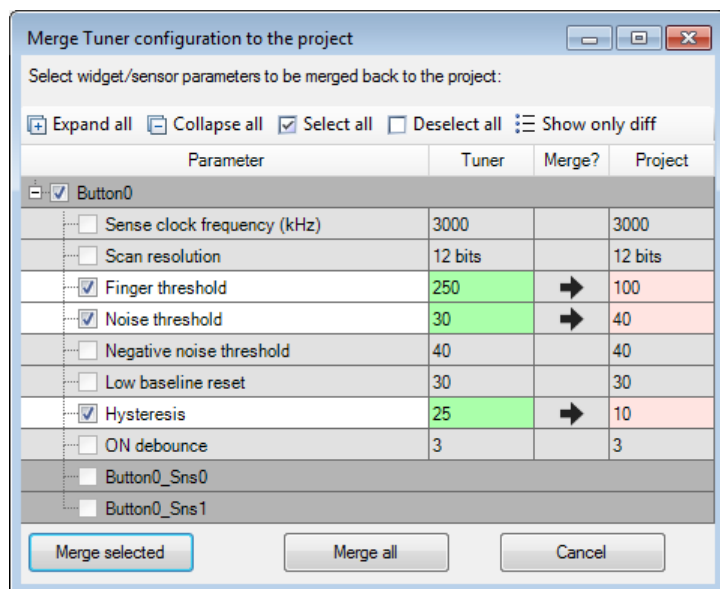 Merge Tuner configuration to the project
Select widget/sensor parameters to be merged back to the project:
Expand all Collapse all Select all Deselect all Show only diff
Parameter Tuner Merge? Project
Button0
Sense clock frequency (kHz) 3000 3000
Scan resolution 12 bits 12 bits
Finger threshold 250 100
Noise threshold 30 40
Negative noise threshold 40 40
Low baseline reset 30 30
Hysteresis 25 10
ON debounce 3 3
Button0_Sns0
Button0_Sns1
Merge selected Merge all Cancel